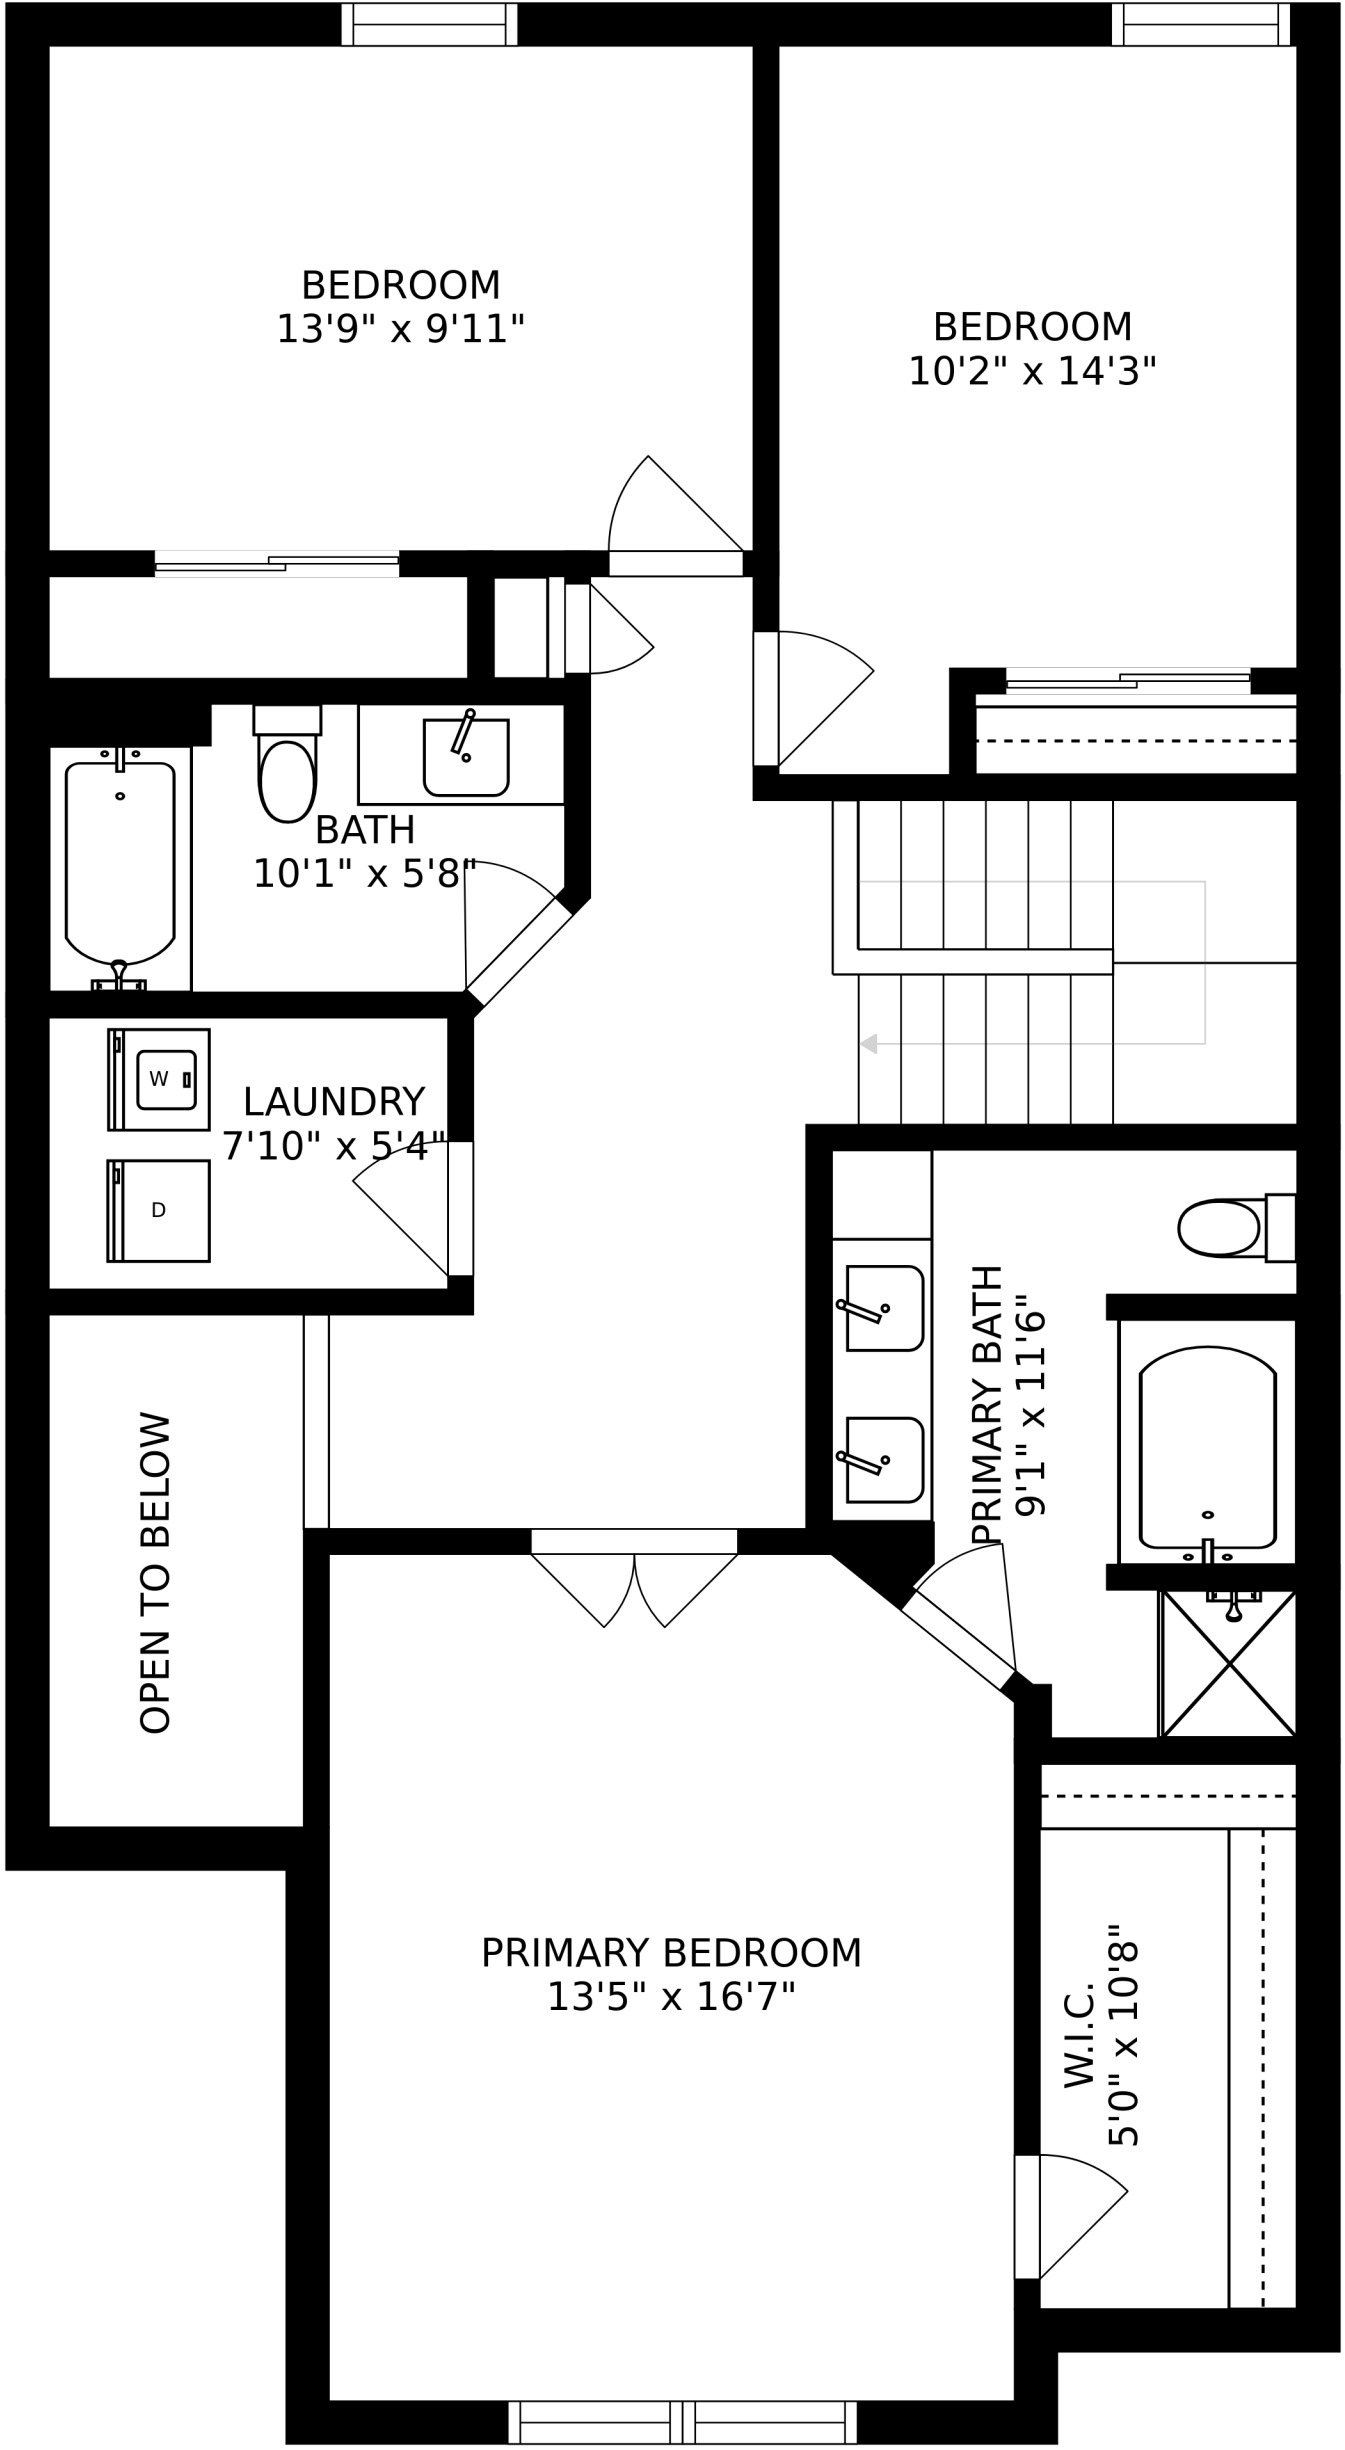 BEDROOM
13'9" x 9'11"
BEDROOM
10'2" x 14'3"
BATH
10'1" x 5'8"
W
LAUNDRY
7'10" x 5'4"
D
PRIMARY BATH
9'1" x 11'6"
OPEN TO BELOW
PRIMARY BEDROOM
13'5" x 16'7"
W.I.C.
5'0" x 10'8"